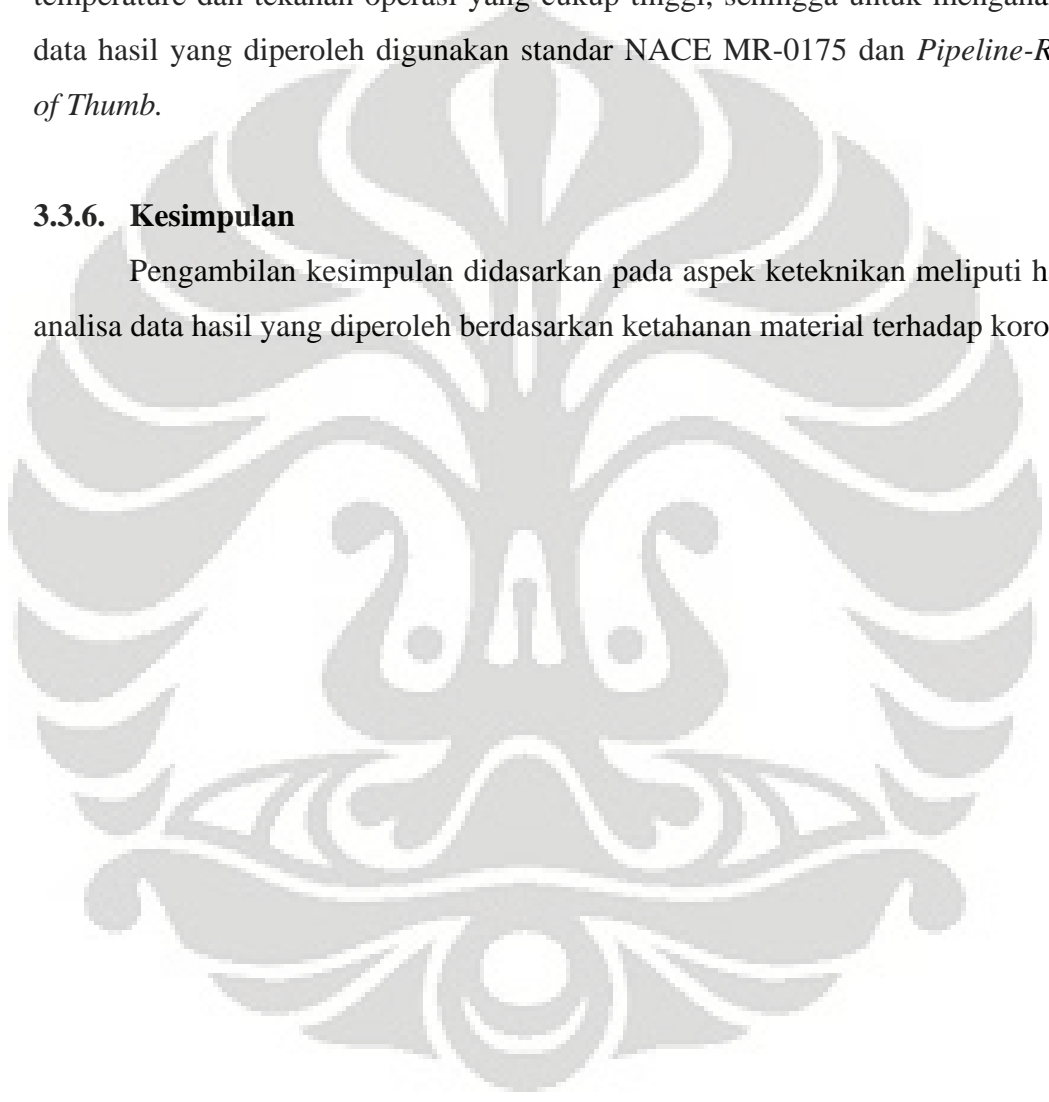 temperature dan tekanan operasi yang cukup tinggi, sehingga untuk
data hasil yang diperoleh digunakan standar NACE MR-0175 dan Pipeline-R
of Thumb.
3.3.6. Kesimpulan
Pengambilan kesimpulan didasarkan pada aspek keteknikan meliputi h
analisa data hasil yang diperoleh berdasarkan ketahanan material terhadap koro